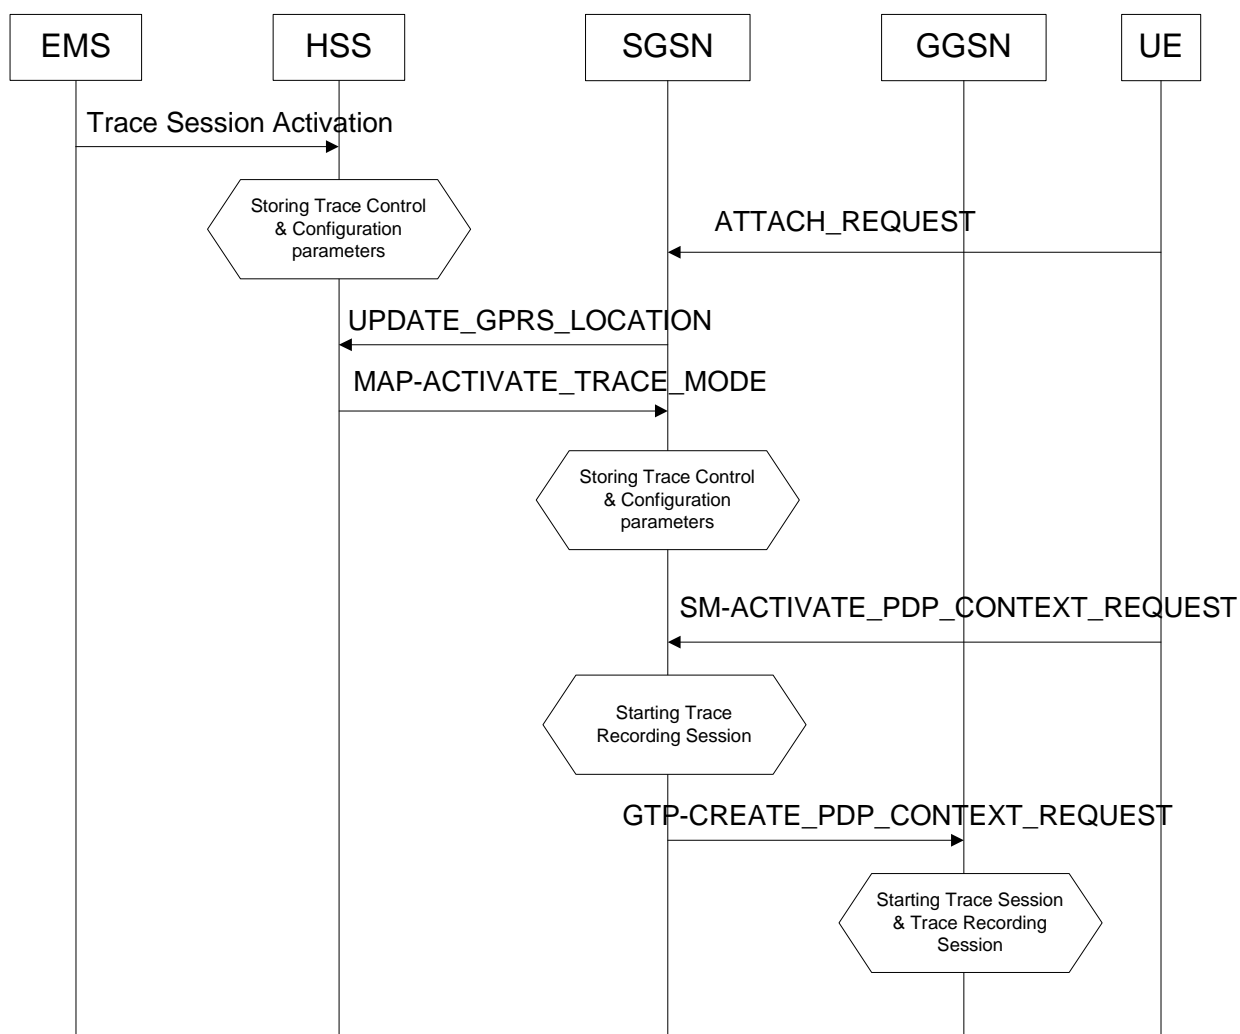 EMS
HSS
SGSN
GGSN
UE
Trace Session Activation
Storing Trace Control
& Configuration
parameters
ATTACH_REQUEST
UPDATE_GPRS_LOCATION
MAP-ACTIVATE_TRACE_MODE
Storing Trace Control
& Configuration
parameters
SM-ACTIVATE_PDP_CONTEXT_REQUEST
Starting Trace
Recording Session
GTP-CREATE_PDP_CONTEXT_REQUEST
Starting Trace Session
& Trace Recording
Session